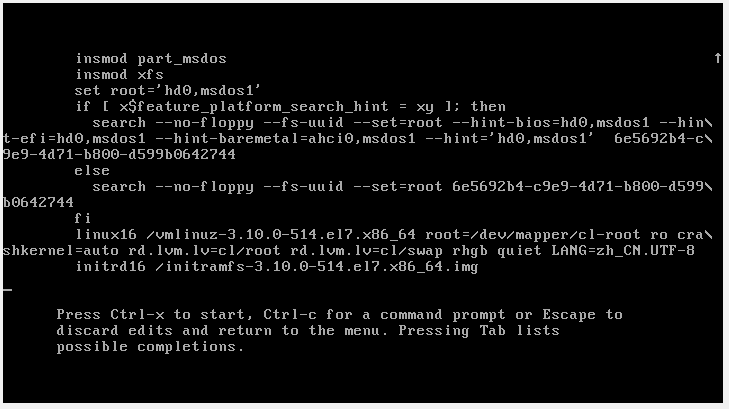 insmod part_msdos ↑
insmod xfs
set root='hd0,msdos1'
if [ x$feature_platform_search_hint = xy ]; then
search --no-floppy --fs-uuid --set=root --hint-bios=hd0,msdos1 --hin\
t-efi=hd0,msdos1 --hint-baremetal=ahci0,msdos1 --hint='hd0,msdos1'  6e5692b4-c\
9e9-4d71-b800-d599b0642744
else
search --no-floppy --fs-uuid --set=root 6e5692b4-c9e9-4d71-b800-d599\
b0642744
fi
linux16 /vmlinuz-3.10.0-514.el7.x86_64 root=/dev/mapper/cl-root ro cra\
shkernel=auto rd.lvm.lv=cl/root rd.lvm.lv=cl/swap rhgb quiet LANG=zh_CN.UTF-8
initrd16 /initramfs-3.10.0-514.el7.x86_64.img
_
Press Ctrl-x to start, Ctrl-c for a command prompt or Escape to
discard edits and return to the menu. Pressing Tab lists
possible completions.